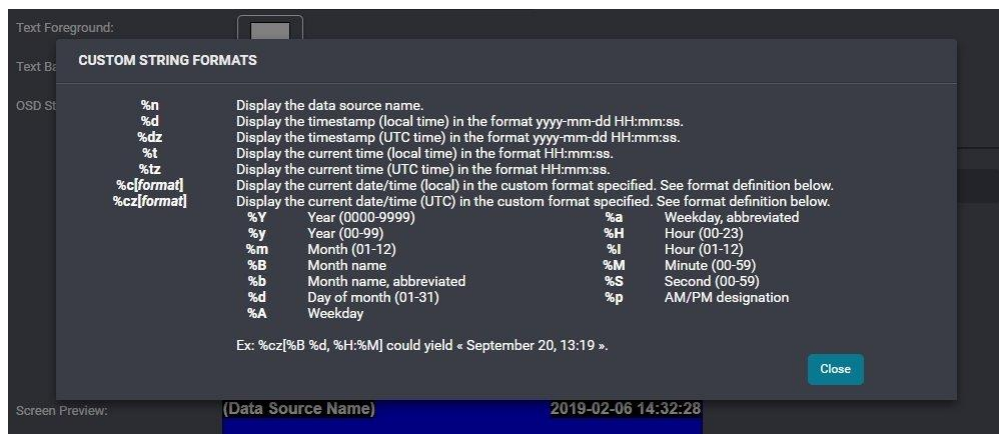 Text Foreground:
CUSTOM STRING FORMATS
Text Ba
OSD St
%n Display the data source name.
%d Display the timestamp (local time) in the format yyyy-mm-dd HH:mm:ss.
%dz Display the timestamp (UTC time) in the format yyyy-mm-dd HH:mm:ss.
%t Display the current time (local time) in the format HH:mm:ss.
%tz Display the current time (UTC time) in the format HH:mm:ss.
%c[format] Display the current date/time (local) in the custom format specified. See format definition below.
%cz[format] Display the current date/time (UTC) in the custom format specified. See format definition below.
%Y Year (0000-9999) %a Weekday, abbreviated
%y Year (00-99) %H Hour (00-23)
%m Month (01-12) %I Hour (01-12)
%B Month name %M Minute (00-59)
%b Month name, abbreviated %S Second (00-59)
%d Day of month (01-31) %p AM/PM designation
%A Weekday
Ex: %cz[%B %d, %H:%M] could yield « September 20, 13:19 ».
Close
Screen Preview: (Data Source Name) 2019-02-06 14:32:28